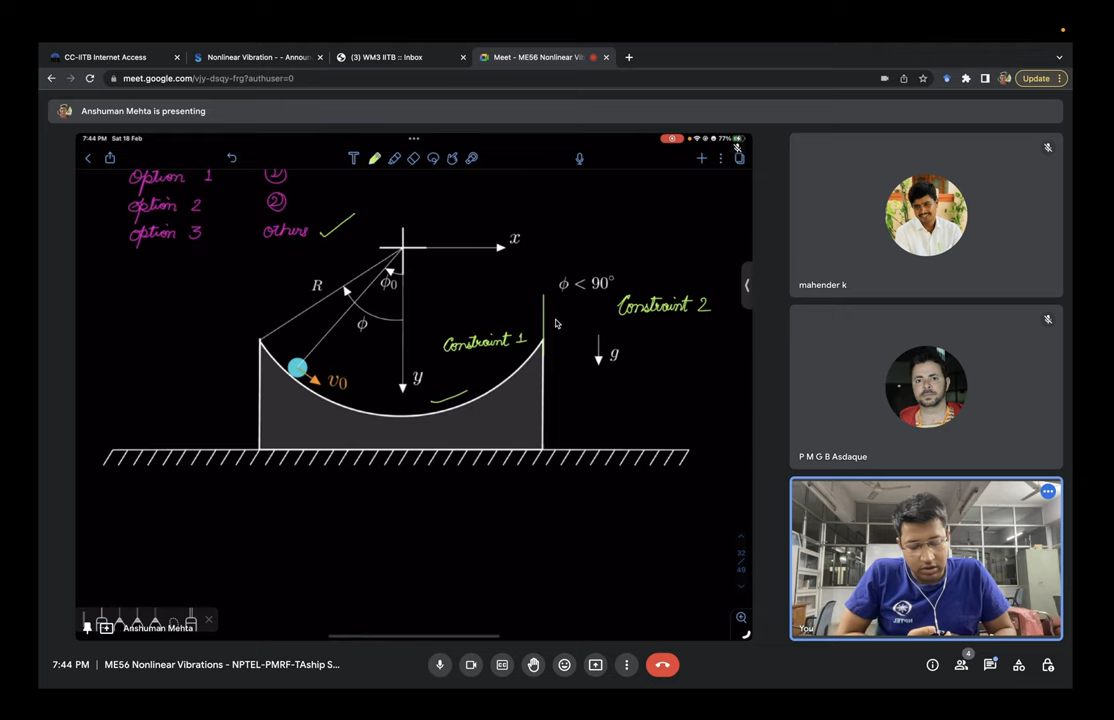 CC-IITB Internet Access
Nonlinear Vibration - - Announ
(3) WM3 IITB :: Inbox
Meet - ME56 Nonlinear Vib
meet.google.com/vjy-dsqy-frg?authuser=0
Update
Anshuman Mehta is presenting
7:44 PM Sat 18 Feb
77%
Option 1 ①
Option 2 ②
Option 3 others
x
R
ϕ0
ϕ
ϕ < 90°
Constraint 2
Constraint 1
g
y
v0
32
/
49
Anshuman Mehta
mahender k
P M G B Asdaque
You
NPTEL
7:44 PM | ME56 Nonlinear Vibrations - NPTEL-PMRF-TAship S...
4